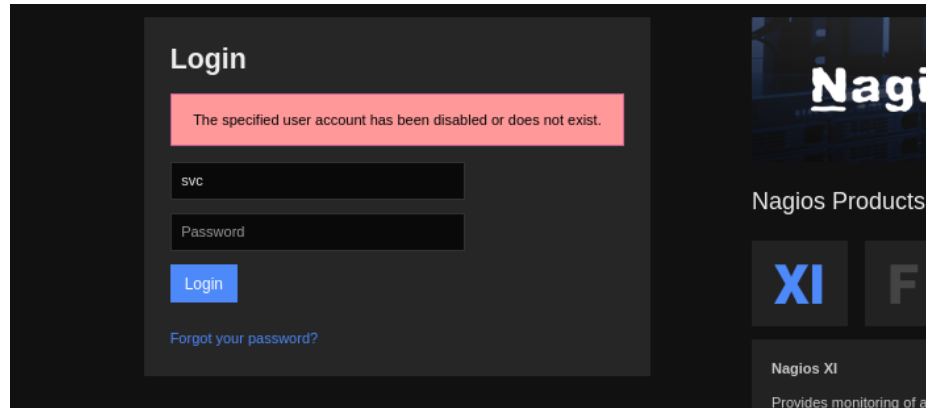 Login
The specified user account has been disabled or does not exist.
svc
Password
Login
Forgot your password?
Nagi
Nagios Products
XI
F
Nagios XI
Provides monitoring of a